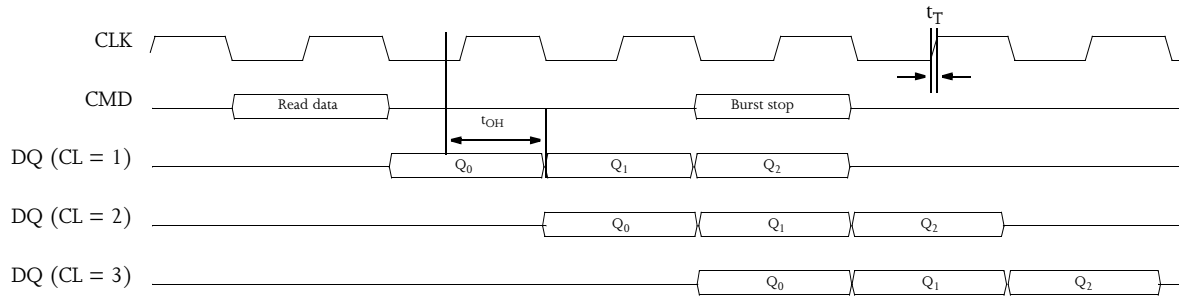 t_T
CLK
CMD Read data Burst stop
t_OH
DQ (CL = 1) Q_0 Q_1 Q_2
DQ (CL = 2) Q_0 Q_1 Q_2
DQ (CL = 3) Q_0 Q_1 Q_2